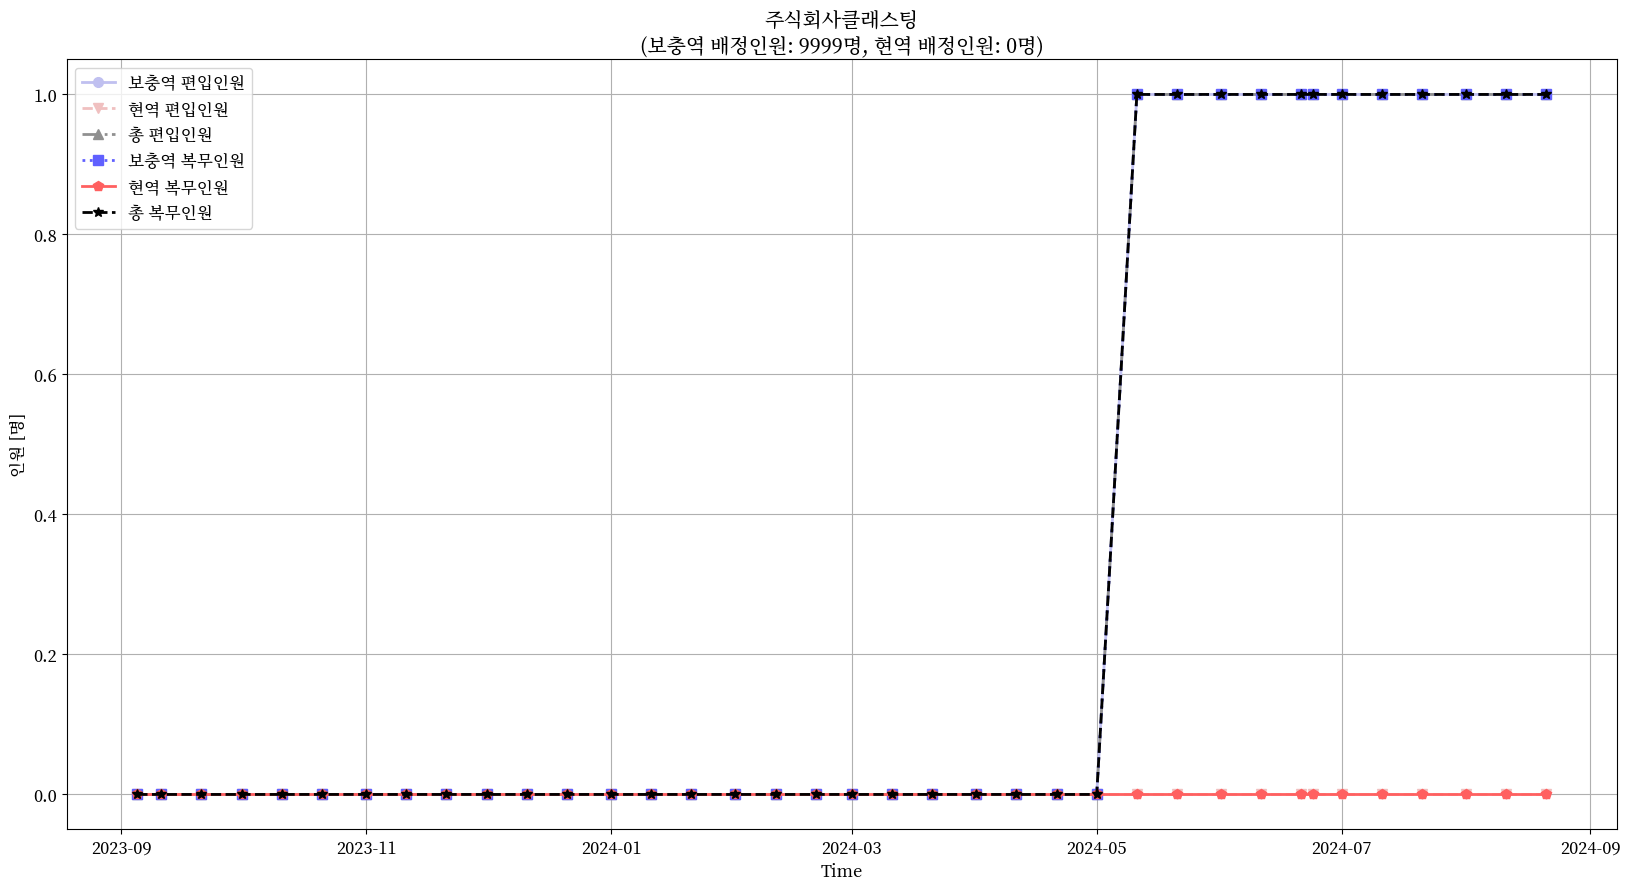 주식회사클래스팅
(보충역 배정인원: 9999명, 현역 배정인원: 0명)
보충역 편입인원
현역 편입인원
총 편입인원
보충역 복무인원
현역 복무인원
총 복무인원
1.0
0.8
0.6
0.4
0.2
0.0
인원 [명]
2023-09
2023-11
2024-01
2024-03
2024-05
2024-07
2024-09
Time